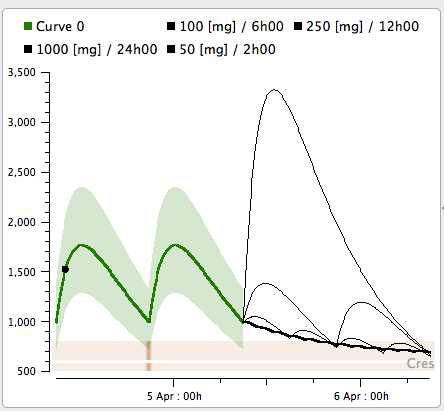 Curve 0 100 [mg] / 6h00 250 [mg] / 12h00
1000 [mg] / 24h00 50 [mg] / 2h00
3,500
3,000
2,500
2,000
1,500
1,000
500
Cres
5 Apr : 00h 6 Apr : 00h